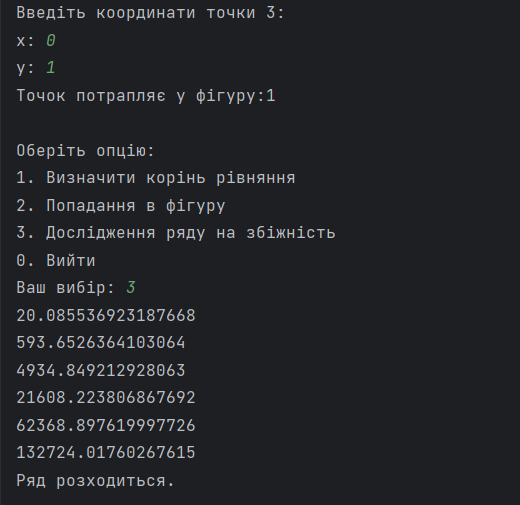 Введіть координати точки 3:
x: 0
y: 1
Точок потрапляє у фігуру:1
Оберіть опцію:
1. Визначити корінь рівняння
2. Попадання в фігуру
3. Дослідження ряду на збіжність
0. Вийти
Ваш вибір: 3
20.085536923187668
593.6526364103064
4934.849212928063
21608.223806867692
62368.897619997726
132724.01760267615
Ряд розходиться.